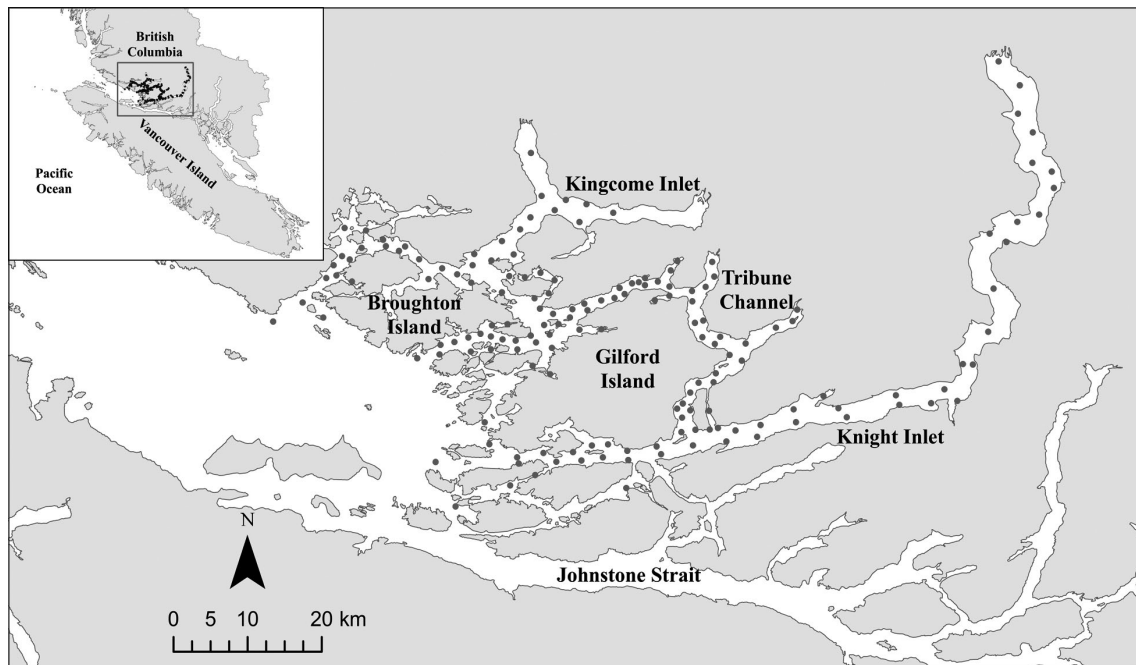 British
Columbia
Vancouver Island
Pacific
Ocean
Kingcome Inlet
Tribune
Channel
Broughton
Island
Gilford
Island
Knight Inlet
N
Johnstone Strait
0 5 10 20 km